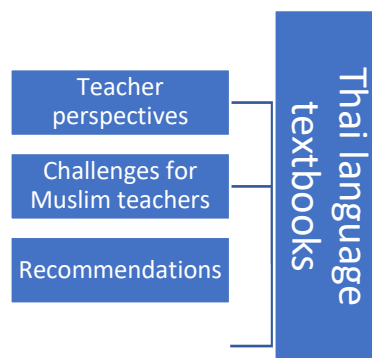 Teacher
perspectives
Challenges for
Muslim teachers
Recommendations
Thai language
textbooks